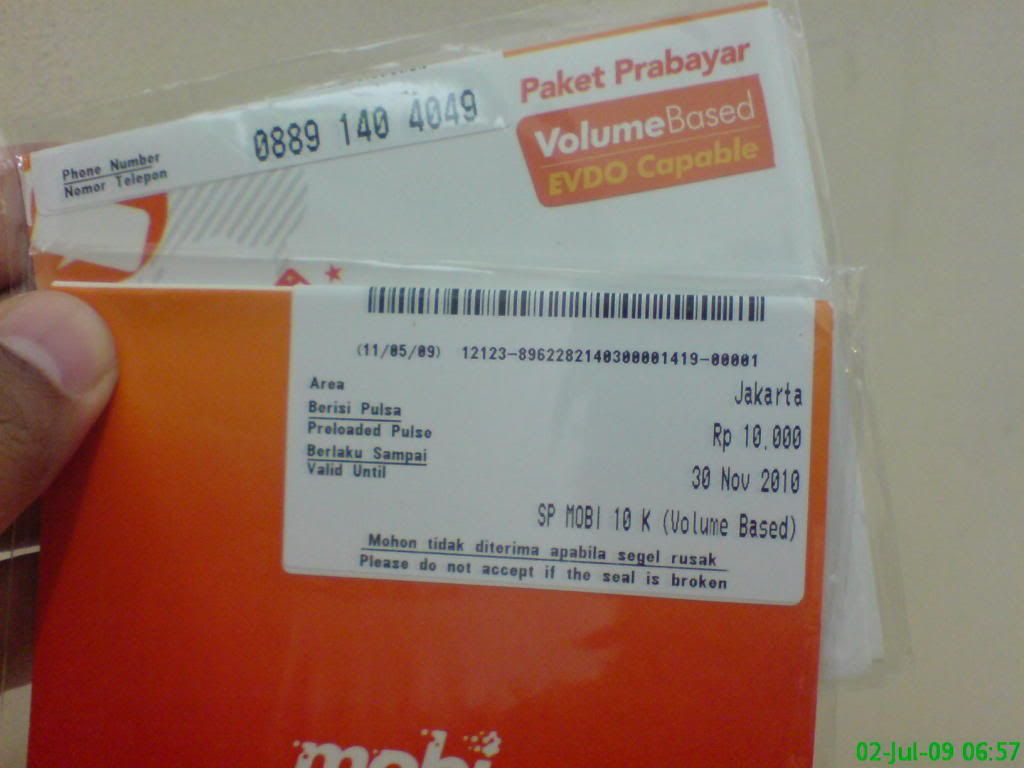 Paket Prabayar
VolumeBased
EVDO Capable
Phone Number
Nomor Telepon
0889 140 4049
(11/05/09) 12123-8962282140300001419-00001
Area
Jakarta
Berisi Pulsa
Preloaded Pulse
Rp 10.000
Berlaku Sampai
Valid Until
30 Nov 2010
SP MOBI 10 K (Volume Based)
Mohon tidak diterima apabila segel rusak
Please do not accept if the seal is broken
mobi
02-Jul-09 06:57